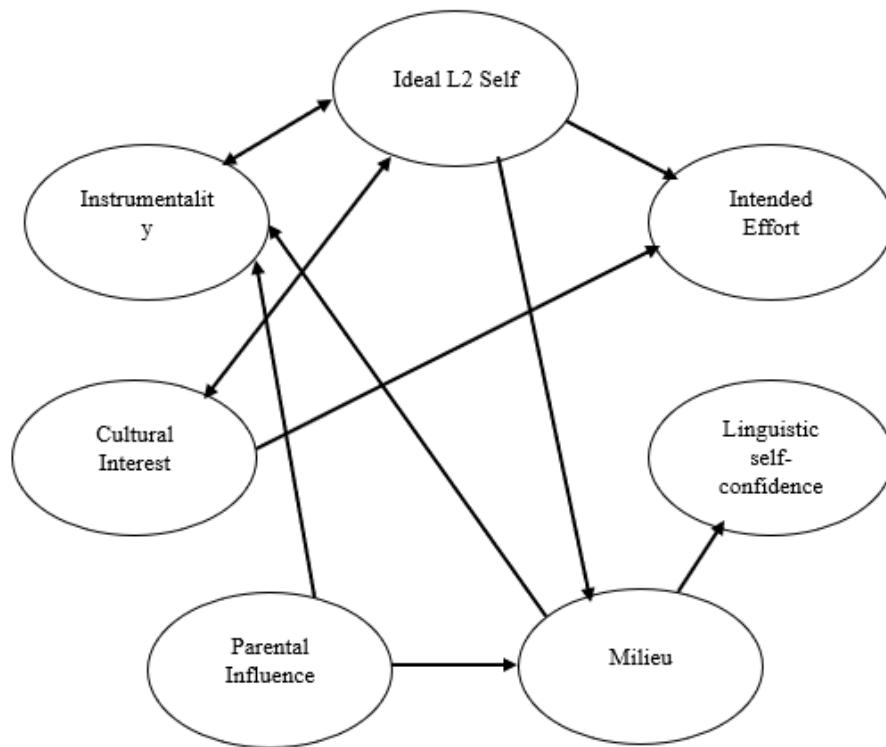 Ideal L2 Self
Instrumentalit
y
Intended
Effort
Cultural
Interest
Linguistic
self-
confidence
Parental
Influence
Milieu